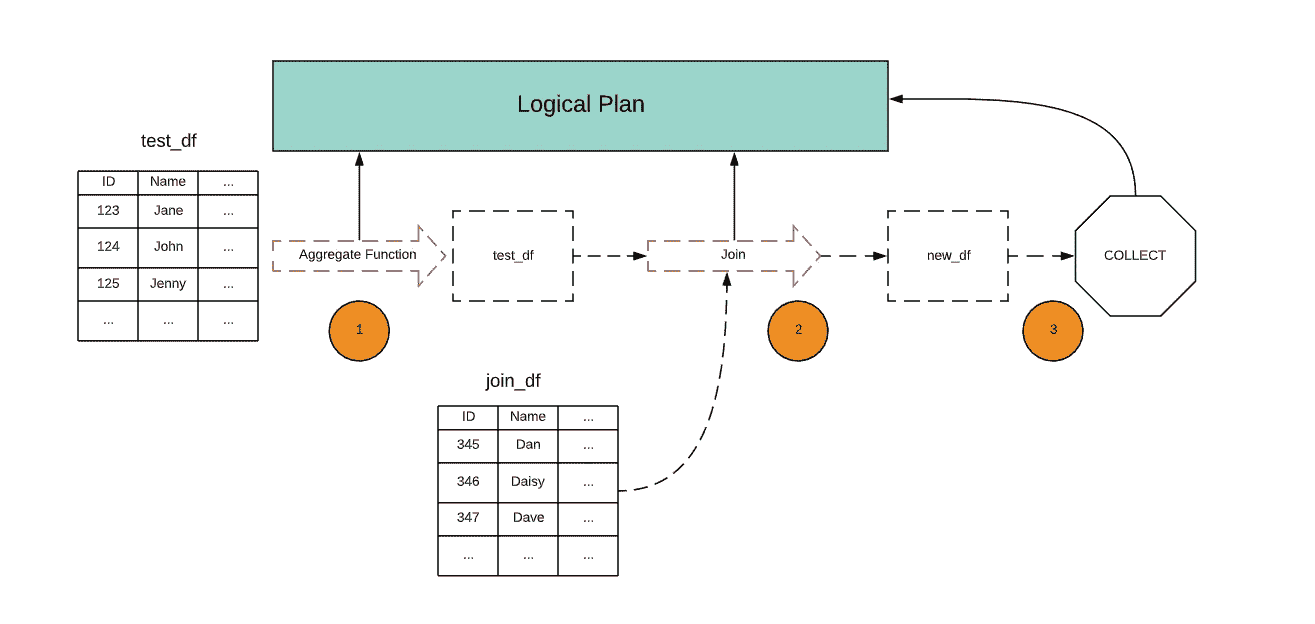 Logical Plan
test_df
ID Name ...
123 Jane ...
124 John ...
125 Jenny ...
... ... ...
Aggregate Function
test_df
Join
new_df
COLLECT
1
2
3
join_df
ID Name ...
345 Dan ...
346 Daisy ...
347 Dave ...
... ... ...